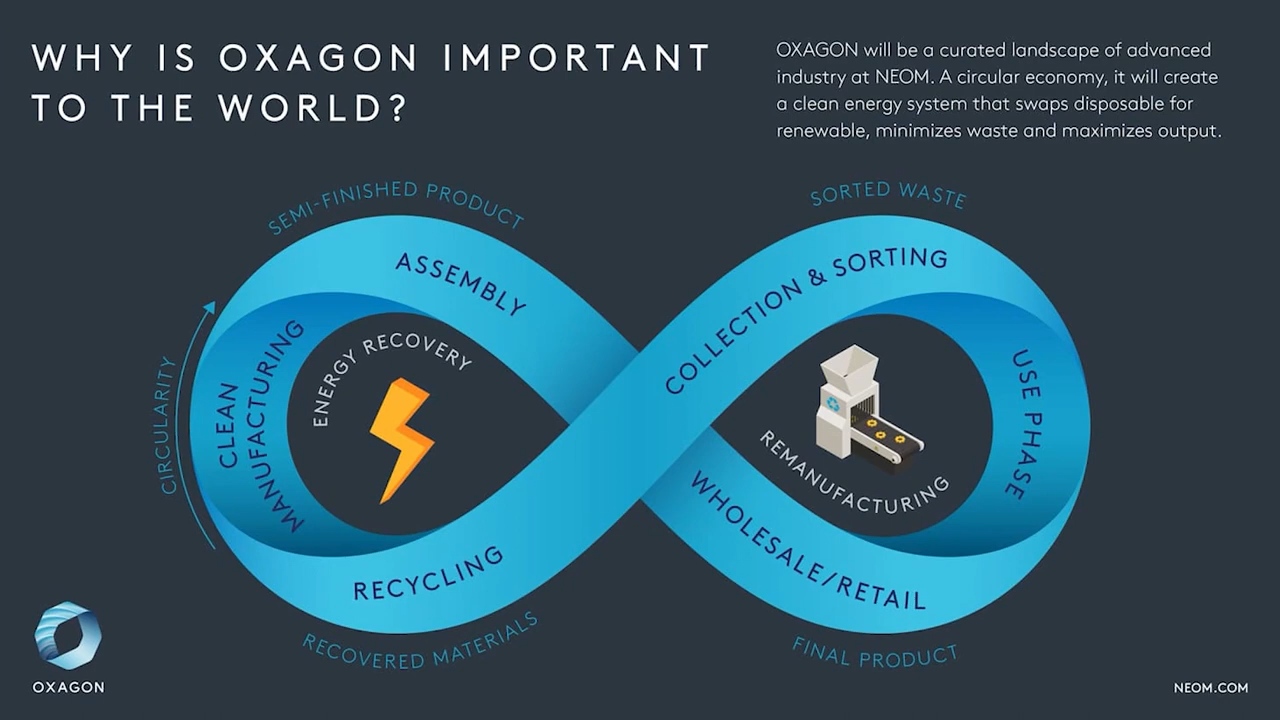 WHY IS OXAGON IMPORTANT
TO THE WORLD?
OXAGON will be a curated landscape of advanced
industry at NEOM. A circular economy, it will create
a clean energy system that swaps disposable for
renewable, minimizes waste and maximizes output.
SEMI-FINISHED PRODUCT
SORTED WASTE
ASSEMBLY
COLLECTION & SORTING
CIRCULARITY
CLEAN
MANUFACTURING
ENERGY RECOVERY
USE PHASE
REMANUFACTURING
WHOLESALE/RETAIL
RECYCLING
RECOVERED MATERIALS
FINAL PRODUCT
OXAGON
NEOM.COM